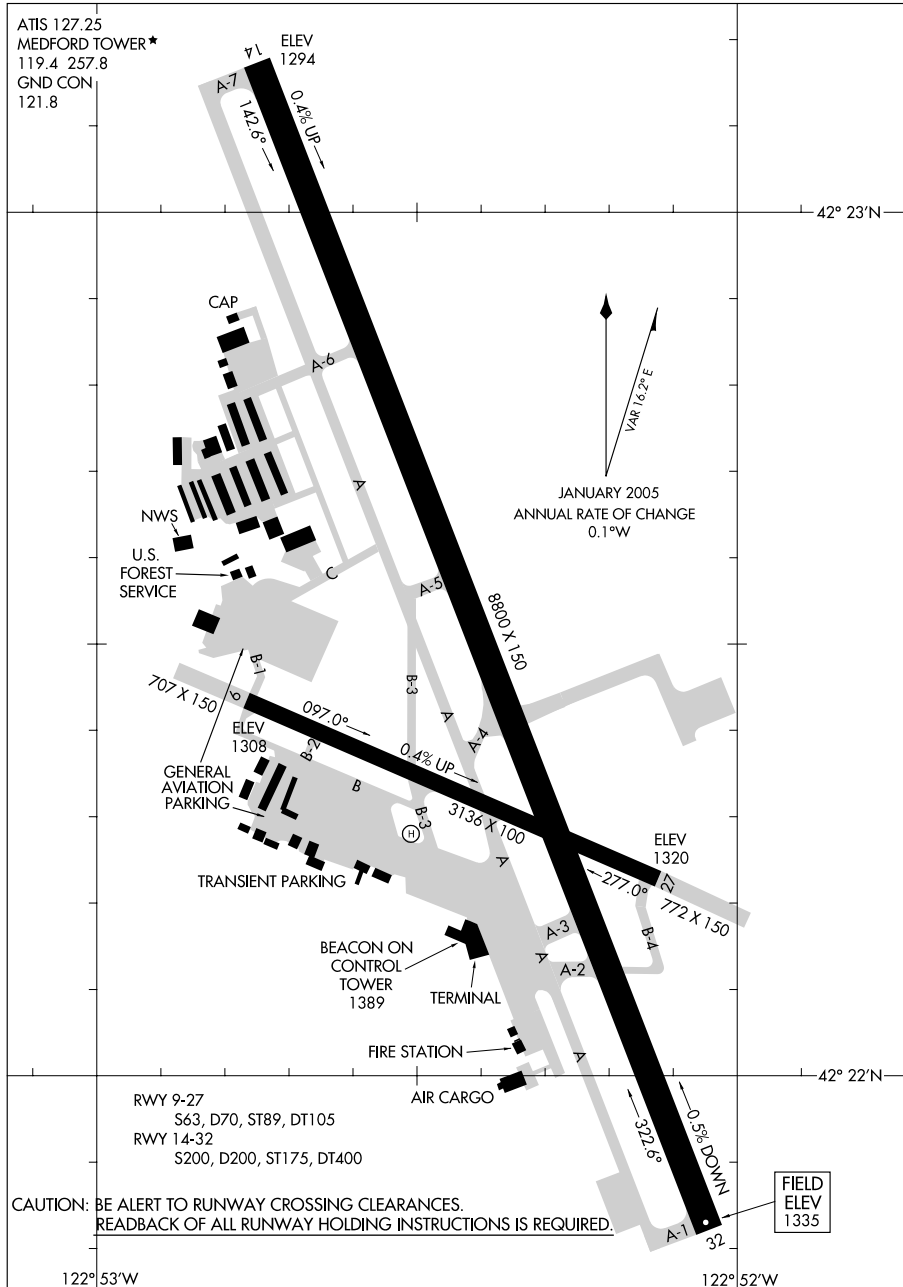 ATIS 127.25
MEDFORD TOWER★
119.4 257.8
GND CON
121.8
14
ELEV
1294
A-7
142.6°
0.4% UP
42° 23'N
CAP
A-6
VAR 16.2° E
A
JANUARY 2005
ANNUAL RATE OF CHANGE
0.1°W
NWS
U.S.
FOREST
SERVICE
C
A-5
8800 X 150
B-1
B-3
707 X 150
9
097.0°
A
A-4
ELEV
1308
B-2
0.4% UP
GENERAL
AVIATION
PARKING
B
B-3
3136 X 100
H
A
ELEV
1320
27
277.0°
772 X 150
TRANSIENT PARKING
A-3
B-4
BEACON ON
CONTROL
TOWER
1389
A
A-2
TERMINAL
FIRE STATION
A
42° 22'N
AIR CARGO
RWY 9-27
S63, D70, ST89, DT105
RWY 14-32
S200, D200, ST175, DT400
322.6°
0.5% DOWN
FIELD
ELEV
1335
CAUTION: BE ALERT TO RUNWAY CROSSING CLEARANCES.
READBACK OF ALL RUNWAY HOLDING INSTRUCTIONS IS REQUIRED.
A-1
32
122° 53'W
122° 52'W